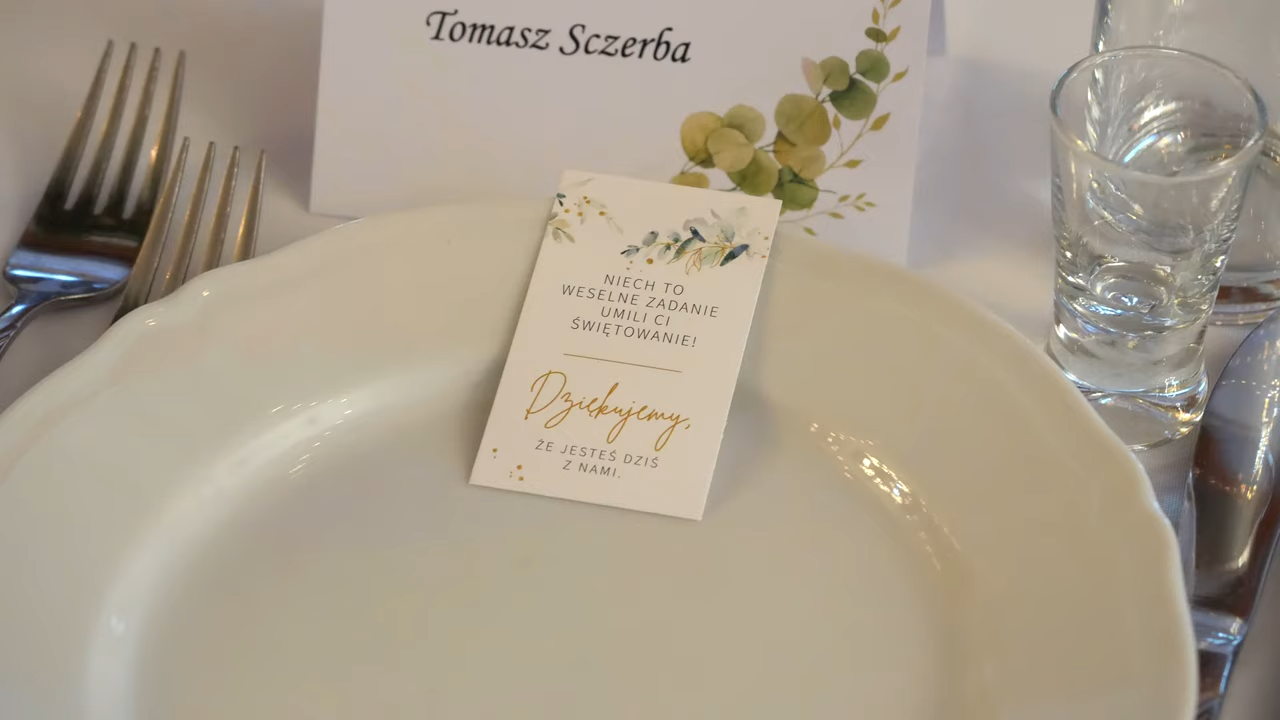 Tomasz Sczerba
NIECH TO
WESELNE ZADANIE
UMILI CI
ŚWIĘTOWANIE!
Dziękujemy,
ŻE JESTEŚ DZIŚ
Z NAMI.